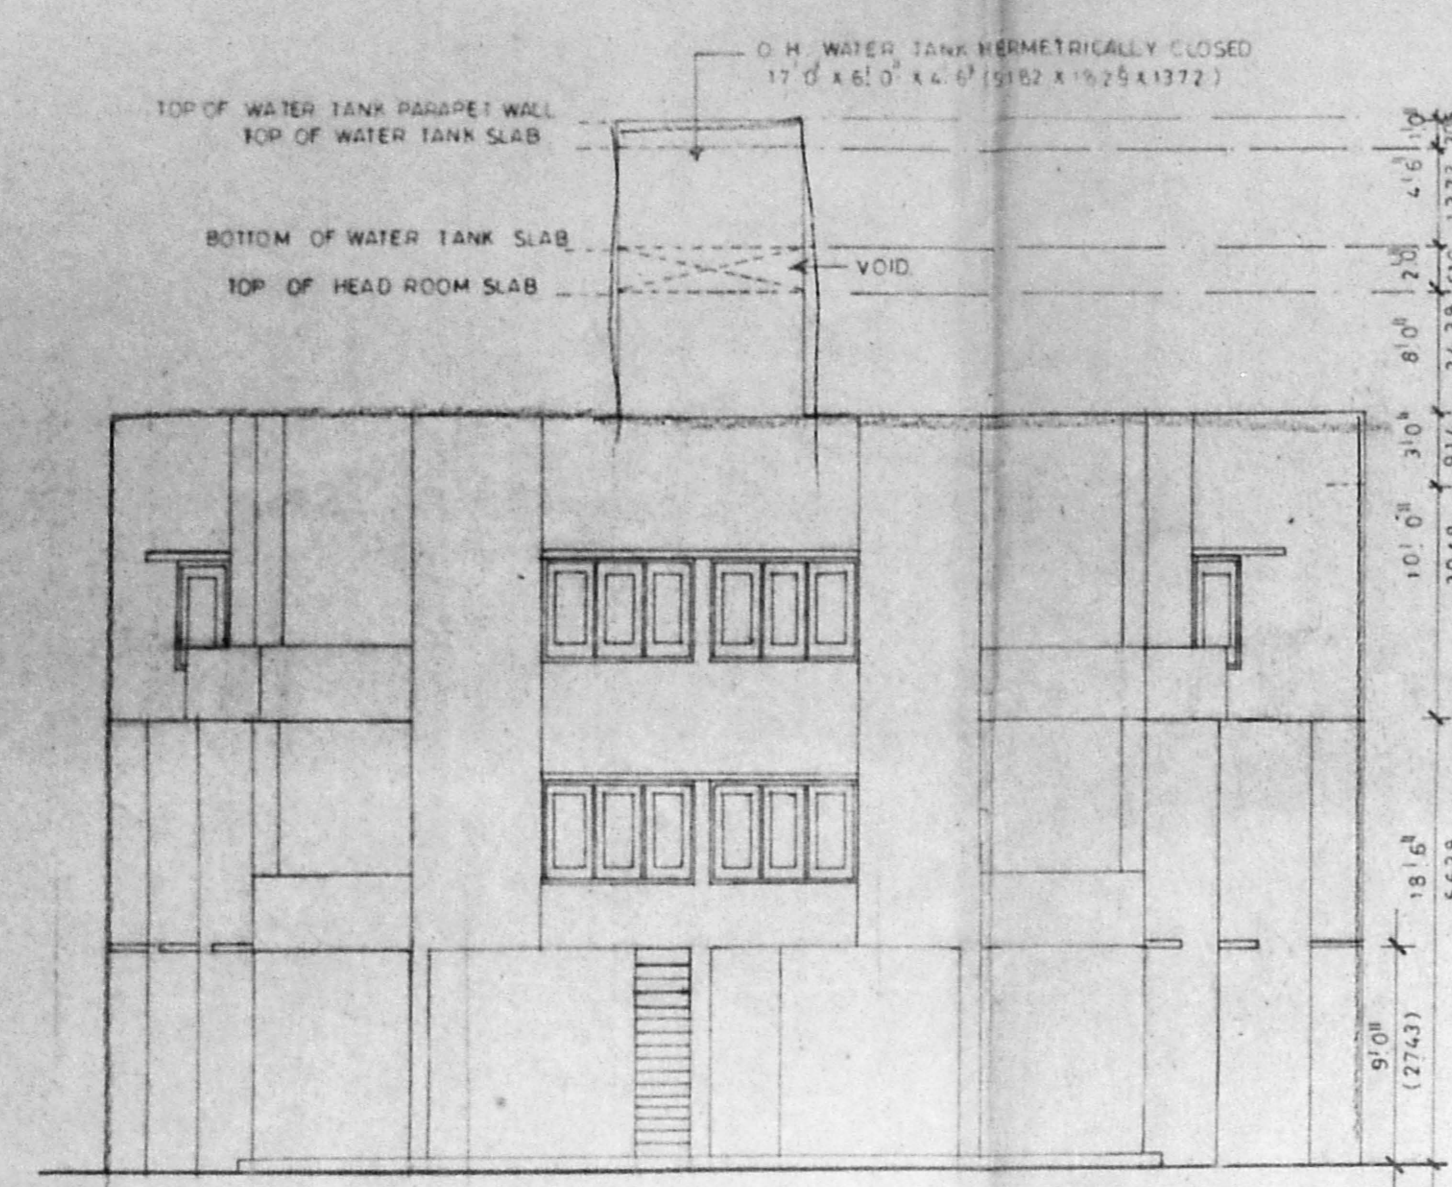 O.H. WATER TANK HERMETRICALLY CLOSED
17'0" X 6'0" X 4'6" (5182 X 1829 X 1372)
TOP OF WATER TANK PARAPET WALL
TOP OF WATER TANK SLAB
BOTTOM OF WATER TANK SLAB
VOID
TOP OF HEAD ROOM SLAB
1'0"
4'6"
2'0"
8'0"
3'0"
10'0"
18'6"
9'0"
(2743)